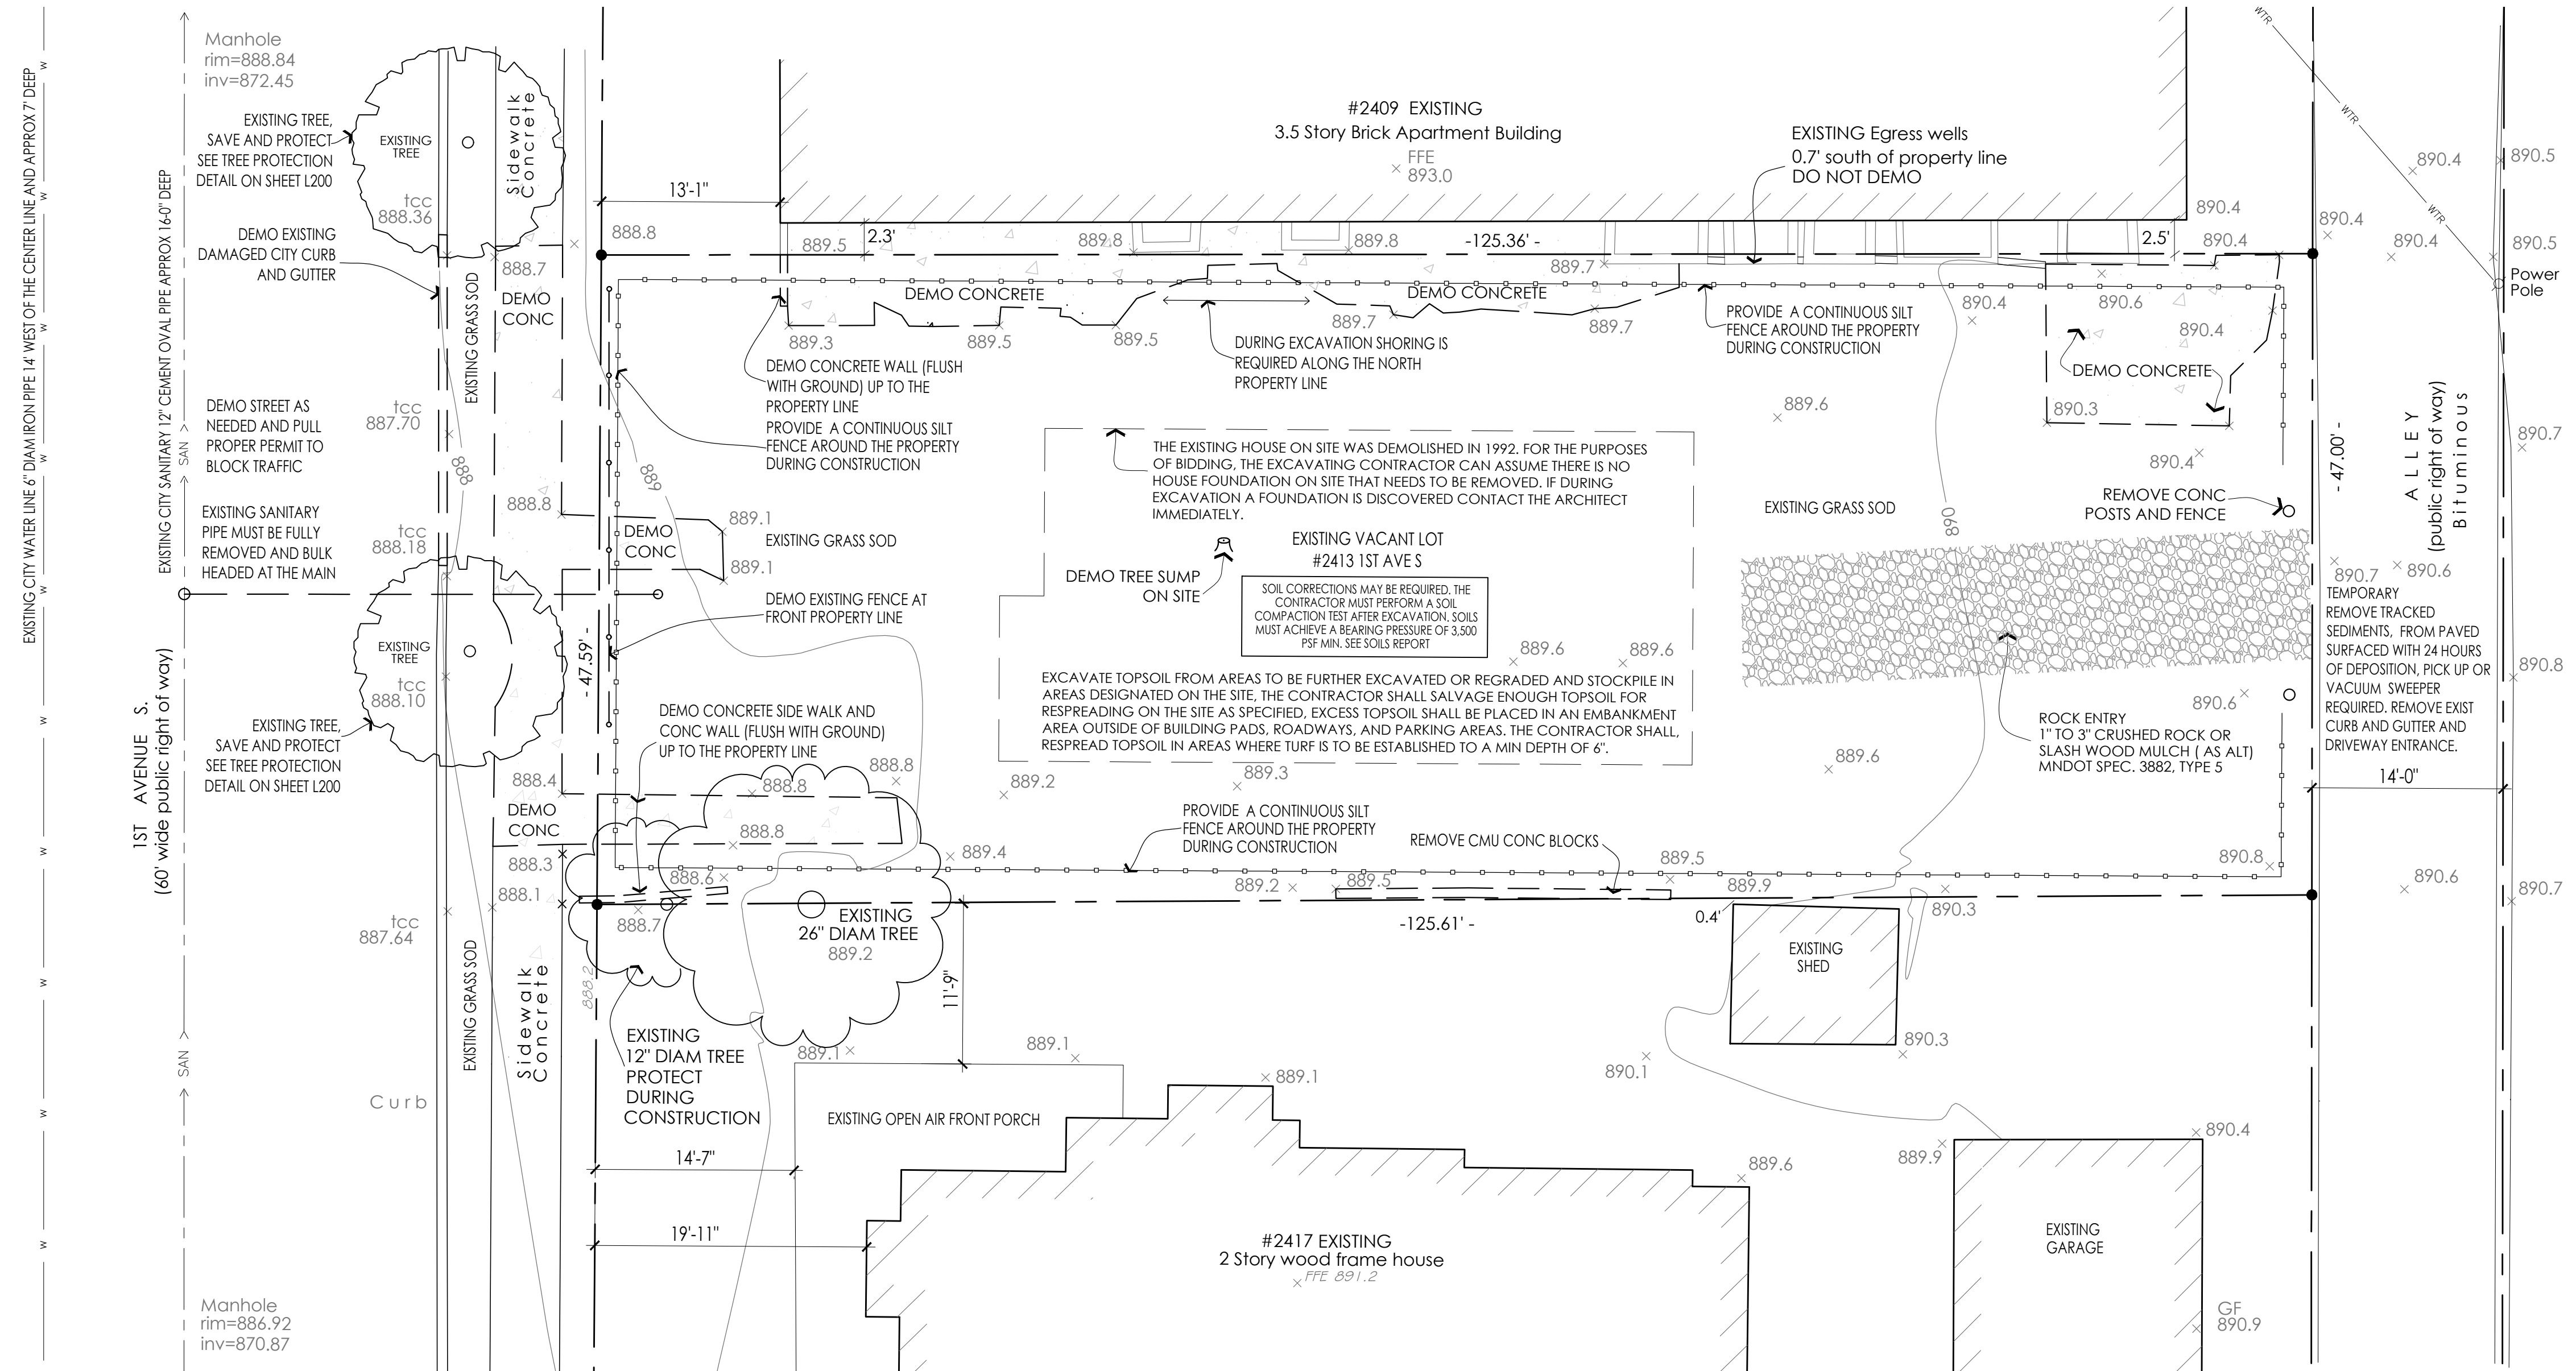 Manhole
rim=888.84
inv=872.45
EXISTING CITY WATER LINE 6" DIAM IRON PIPE 14' WEST OF THE CENTER LINE AND APPROX 7' DEEP
EXISTING CITY SANITARY 12" CEMENT OVAL PIPE APPROX 16-0" DEEP
W
W
W
W
W
W
W
W
W
W
SAN
SAN
EXISTING TREE,
SAVE AND PROTECT
SEE TREE PROTECTION
DETAIL ON SHEET L200
EXISTING
TREE
tcc
888.36
Sidewalk
Concrete
DEMO EXISTING
DAMAGED CITY CURB
AND GUTTER
888.7
DEMO
CONC
EXISTING GRASS SOD
DEMO STREET AS
NEEDED AND PULL
PROPER PERMIT TO
BLOCK TRAFFIC
tcc
887.70
888
889
EXISTING SANITARY
PIPE MUST BE FULLY
REMOVED AND BULK
HEADED AT THE MAIN
tcc
888.18
888.8
EXISTING
TREE
tcc
888.10
EXISTING TREE,
SAVE AND PROTECT
SEE TREE PROTECTION
DETAIL ON SHEET L200
1ST AVENUE S.
(60' wide public right of way)
888.4
DEMO
CONC
888.3
888.1
tcc
887.64
EXISTING GRASS SOD
Sidewalk
Concrete
888.2
Curb
Manhole
rim=886.92
inv=870.87
#2409 EXISTING
3.5 Story Brick Apartment Building
FFE
893.0
EXISTING Egress wells
0.7' south of property line
DO NOT DEMO
13'-1"
888.8
889.5
2.3'
889.8
889.8
-125.36' -
889.7
2.5'
890.4
890.4
890.4
DEMO CONCRETE
DEMO CONCRETE
889.3
889.5
889.5
889.7
889.7
890.4
890.6
890.4
DEMO CONCRETE WALL (FLUSH
WITH GROUND) UP TO THE
PROPERTY LINE
DURING EXCAVATION SHORING IS
REQUIRED ALONG THE NORTH
PROPERTY LINE
PROVIDE A CONTINUOUS SILT
FENCE AROUND THE PROPERTY
DURING CONSTRUCTION
DEMO CONCRETE
890.3
890.4
889.6
PROVIDE A CONTINUOUS SILT
FENCE AROUND THE PROPERTY
DURING CONSTRUCTION
THE EXISTING HOUSE ON SITE WAS DEMOLISHED IN 1992. FOR THE PURPOSES
OF BIDDING, THE EXCAVATING CONTRACTOR CAN ASSUME THERE IS NO
HOUSE FOUNDATION ON SITE THAT NEEDS TO BE REMOVED. IF DURING
EXCAVATION A FOUNDATION IS DISCOVERED CONTACT THE ARCHITECT
IMMEDIATELY.
889.1
DEMO
CONC
889.1
EXISTING GRASS SOD
EXISTING VACANT LOT
#2413 1ST AVE S
DEMO TREE SUMP
ON SITE
SOIL CORRECTIONS MAY BE REQUIRED. THE
CONTRACTOR MUST PERFORM A SOIL
COMPACTION TEST AFTER EXCAVATION. SOILS
MUST ACHIEVE A BEARING PRESSURE OF 3,500
PSF MIN. SEE SOILS REPORT
889.6
889.6
EXISTING GRASS SOD
890
REMOVE CONC
POSTS AND FENCE
DEMO EXISTING FENCE AT
FRONT PROPERTY LINE
- 47.59' -
EXCAVATE TOPSOIL FROM AREAS TO BE FURTHER EXCAVATED OR REGRADED AND STOCKPILE IN
AREAS DESIGNATED ON THE SITE, THE CONTRACTOR SHALL SALVAGE ENOUGH TOPSOIL FOR
RESPREADING ON THE SITE AS SPECIFIED, EXCESS TOPSOIL SHALL BE PLACED IN AN EMBANKMENT
AREA OUTSIDE OF BUILDING PADS, ROADWAYS, AND PARKING AREAS. THE CONTRACTOR SHALL,
RESPREAD TOPSOIL IN AREAS WHERE TURF IS TO BE ESTABLISHED TO A MIN DEPTH OF 6".
DEMO CONCRETE SIDE WALK AND
CONC WALL (FLUSH WITH GROUND)
UP TO THE PROPERTY LINE
888.8
888.8
888.8
889.2
889.3
889.6
890.6
ROCK ENTRY
1" TO 3" CRUSHED ROCK OR
SLASH WOOD MULCH ( AS ALT)
MNDOT SPEC. 3882, TYPE 5
PROVIDE A CONTINUOUS SILT
FENCE AROUND THE PROPERTY
DURING CONSTRUCTION
REMOVE CMU CONC BLOCKS
889.4
888.6
889.2
889.5
889.5
889.9
890.8
890.3
888.7
EXISTING
26" DIAM TREE
889.2
-125.61' -
0.4'
EXISTING
SHED
11'-9"
EXISTING
12" DIAM TREE
PROTECT
DURING
CONSTRUCTION
889.1
889.1
889.1
890.1
890.3
EXISTING OPEN AIR FRONT PORCH
14'-7"
19'-11"
#2417 EXISTING
2 Story wood frame house
FFE 891.2
889.6
889.9
890.4
EXISTING
GARAGE
GF
890.9
WTR
WTR
WTR
890.4
890.5
890.4
890.4
890.5
Power
Pole
- 47.00' -
ALLEY
(public right of way)
Bituminous
890.7
890.7
890.6
TEMPORARY
REMOVE TRACKED
SEDIMENTS, FROM PAVED
SURFACED WITH 24 HOURS
OF DEPOSITION, PICK UP OR
VACUUM SWEEPER
REQUIRED. REMOVE EXIST
CURB AND GUTTER AND
DRIVEWAY ENTRANCE.
890.8
14'-0"
890.6
890.7